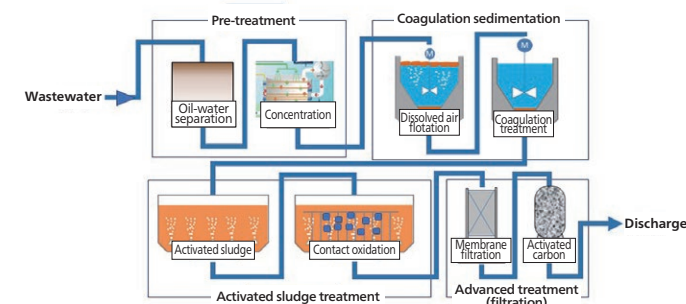 Pre-treatment
Coagulation sedimentation
M
M
Wastewater
Oil-water
separation
Concentration
Dissolved air
flotation
Coagulation
treatment
Activated sludge
Contact oxidation
Membrane
filtration
Activated
carbon
Discharge
Activated sludge treatment
Advanced treatment
(filtration)